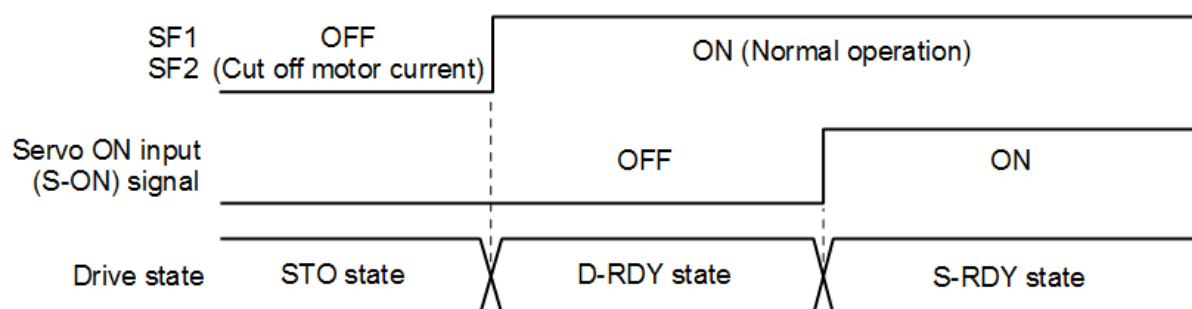 SF1
SF2
OFF
(Cut off motor current)
ON (Normal operation)
Servo ON input
(S-ON) signal
OFF
ON
Drive state
STO state
D-RDY state
S-RDY state